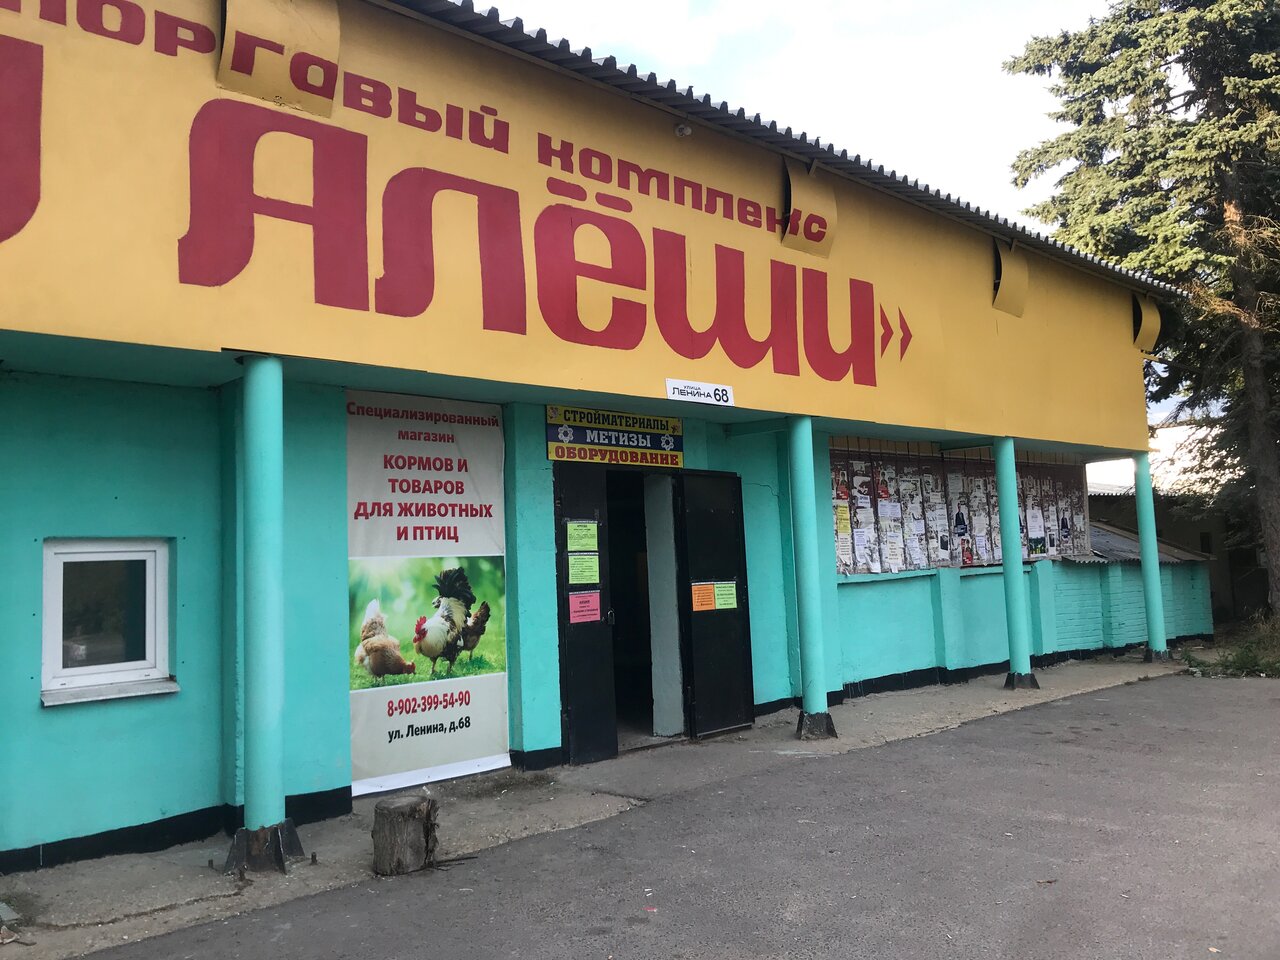 торговый комплекс
У Алёши»
улица
Ленина 68
Специализированный
магазин
КОРМОВ И
ТОВАРОВ
ДЛЯ ЖИВОТНЫХ
И ПТИЦ
8-902-399-54-90
ул. Ленина, д.68
СТРОЙМАТЕРИАЛЫ
МЕТИЗЫ
ОБОРУДОВАНИЕ